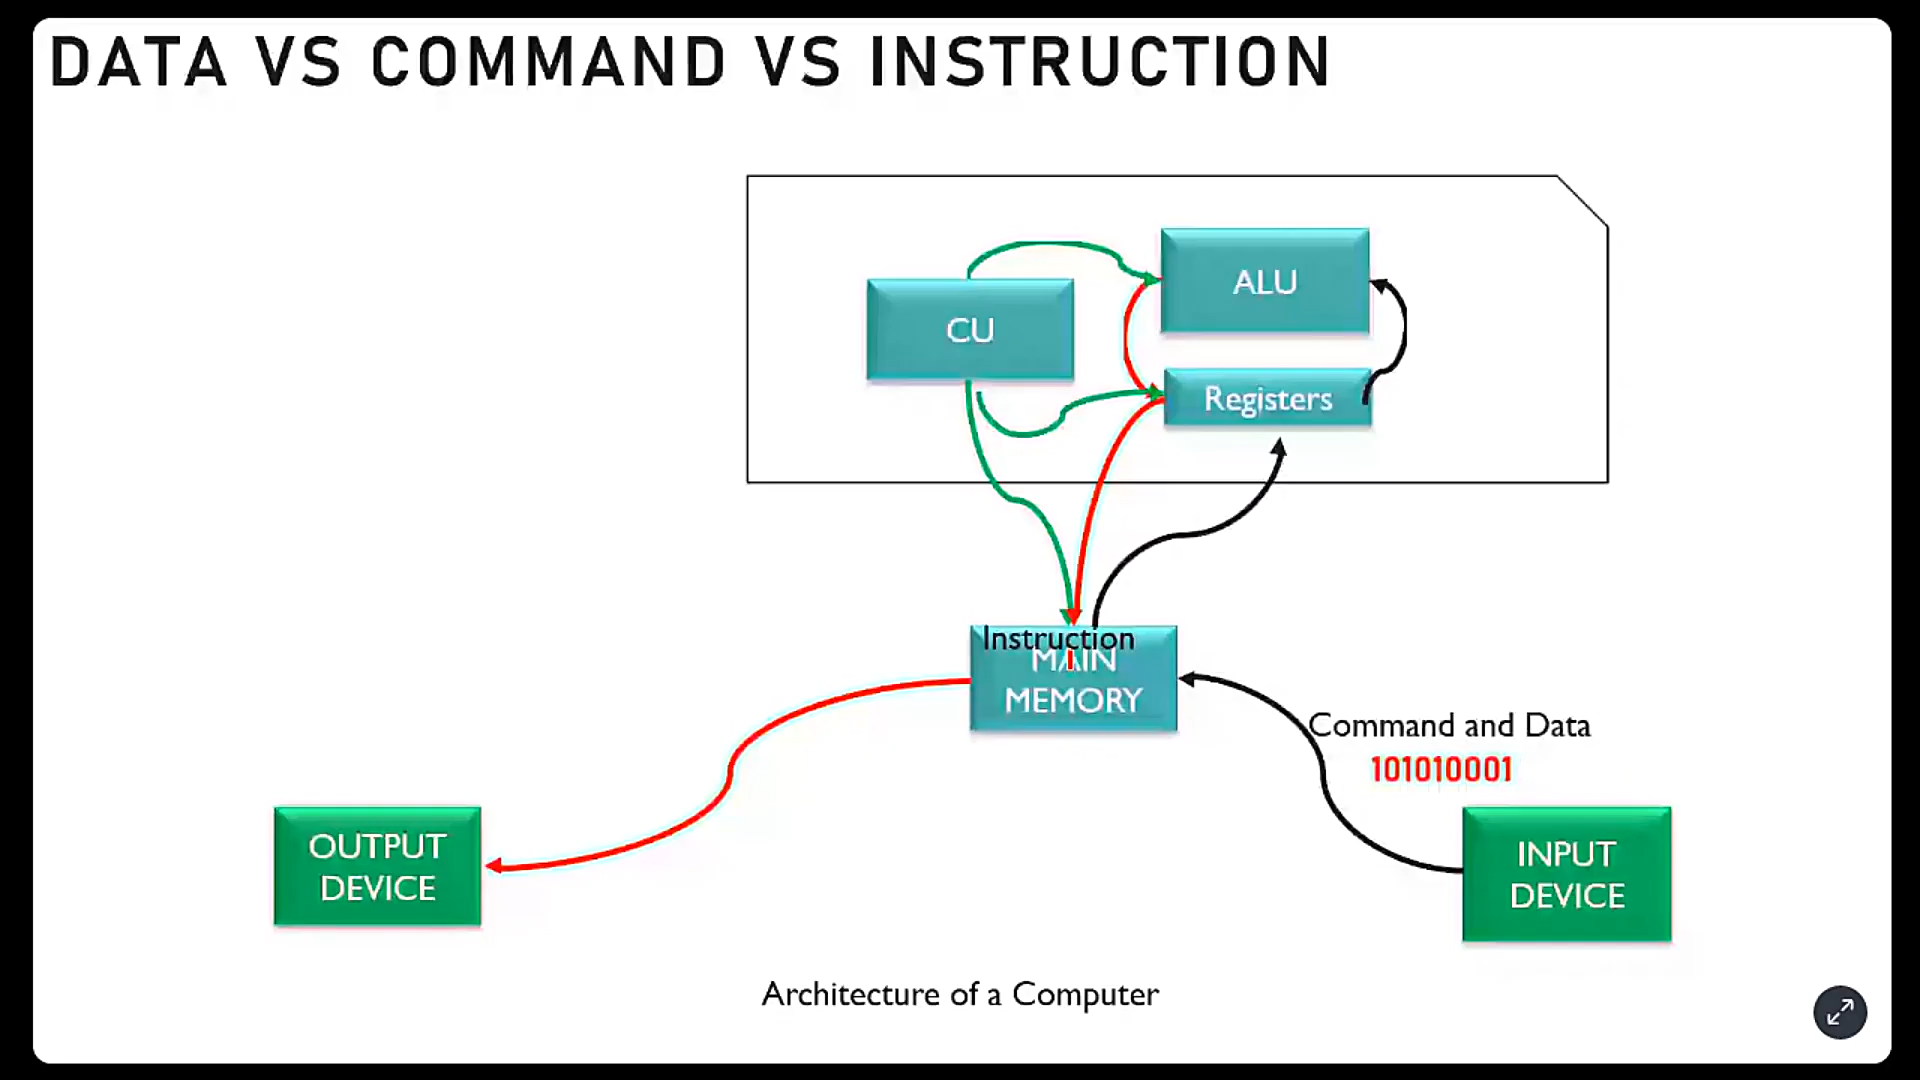 DATA VS COMMAND VS INSTRUCTION
ALU
CU
Registers
Instruction
MAIN
MEMORY
Command and Data
101010001
OUTPUT
DEVICE
INPUT
DEVICE
Architecture of a Computer